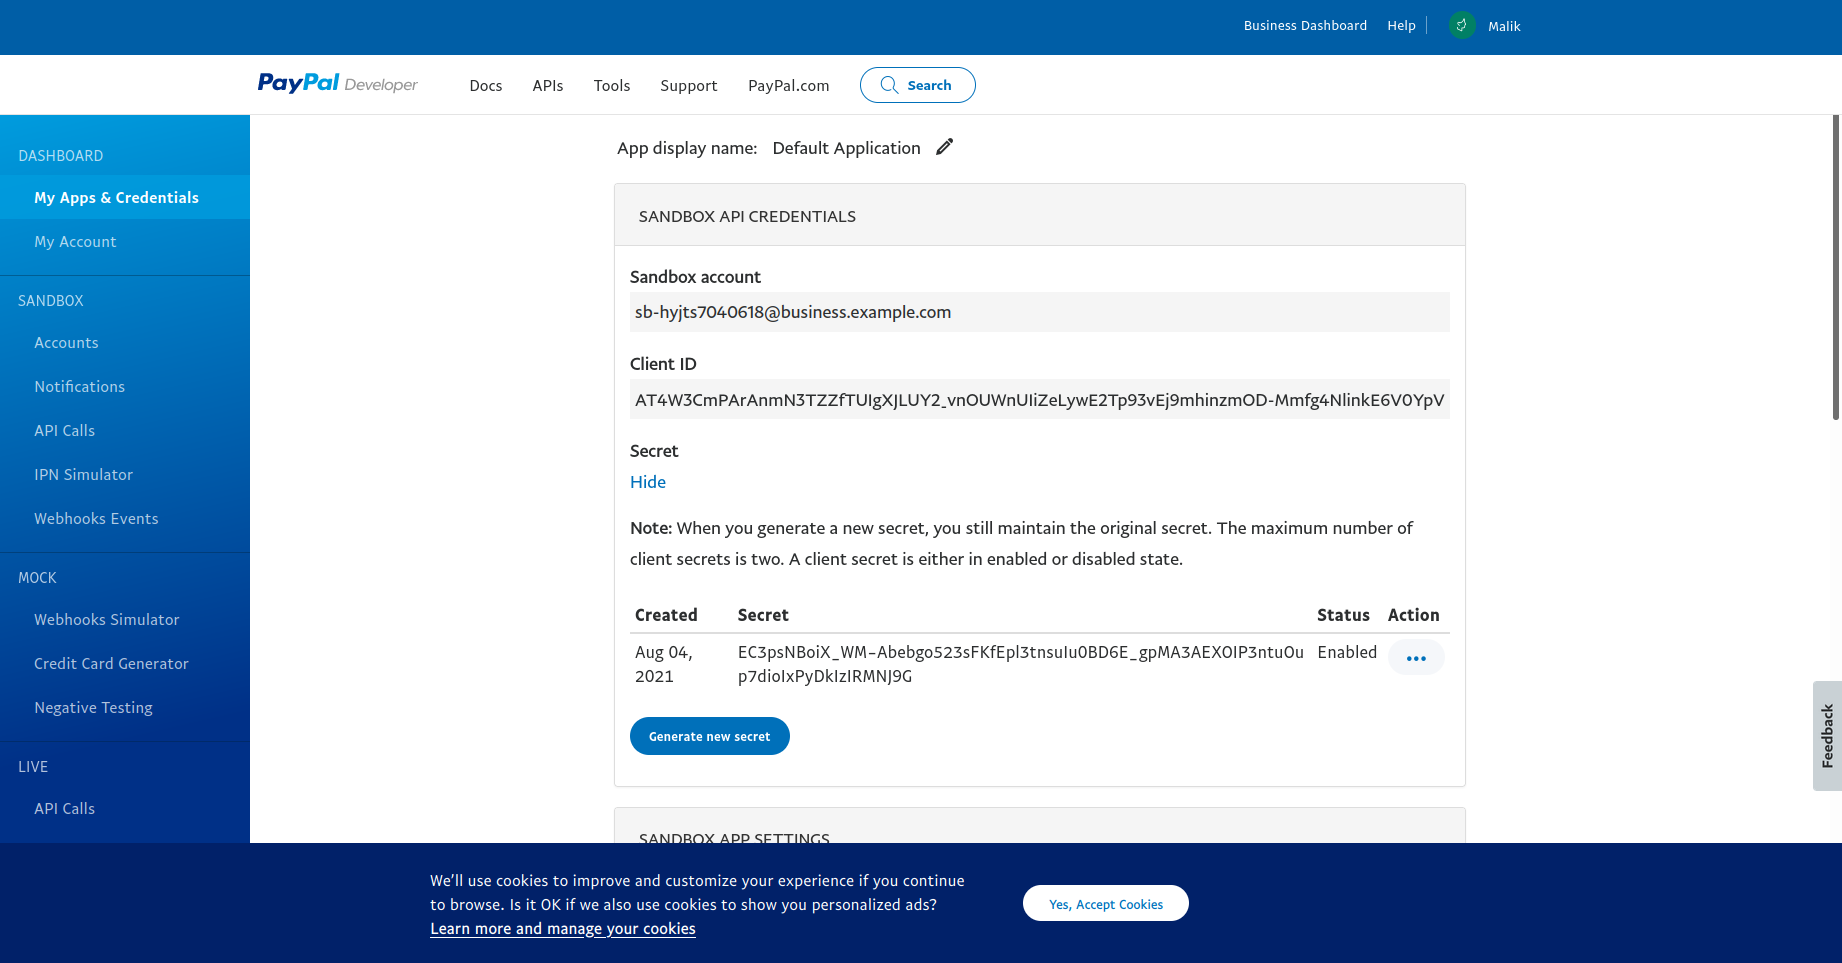 Business Dashboard Help Malik
PayPal Developer Docs APIs Tools Support PayPal.com Search
DASHBOARD
My Apps & Credentials
My Account
SANDBOX
Accounts
Notifications
API Calls
IPN Simulator
Webhooks Events
MOCK
Webhooks Simulator
Credit Card Generator
Negative Testing
LIVE
API Calls
App display name: Default Application
SANDBOX API CREDENTIALS
Sandbox account
sb-hyjts7040618@business.example.com
Client ID
AT4W3CmPArAnmN3TZZfTUIgXJLUY2_vnOUWnUIiZeLywE2Tp93vEj9mhinzmOD-Mmfg4NlinkE6V0YpV
Secret
Hide
Note: When you generate a new secret, you still maintain the original secret. The maximum number of
client secrets is two. A client secret is either in enabled or disabled state.
Created Secret Status Action
Aug 04, EC3psNBoiX_WM-Abebgo523sFKfEpl3tnsuIu0BD6E_gpMA3AEXOIP3ntuOu Enabled
2021 p7dioIxPyDkIzIRMNJ9G
Generate new secret
SANDBOX APP SETTINGS
Feedback
We'll use cookies to improve and customize your experience if you continue
to browse. Is it OK if we also use cookies to show you personalized ads?
Learn more and manage your cookies
Yes, Accept Cookies